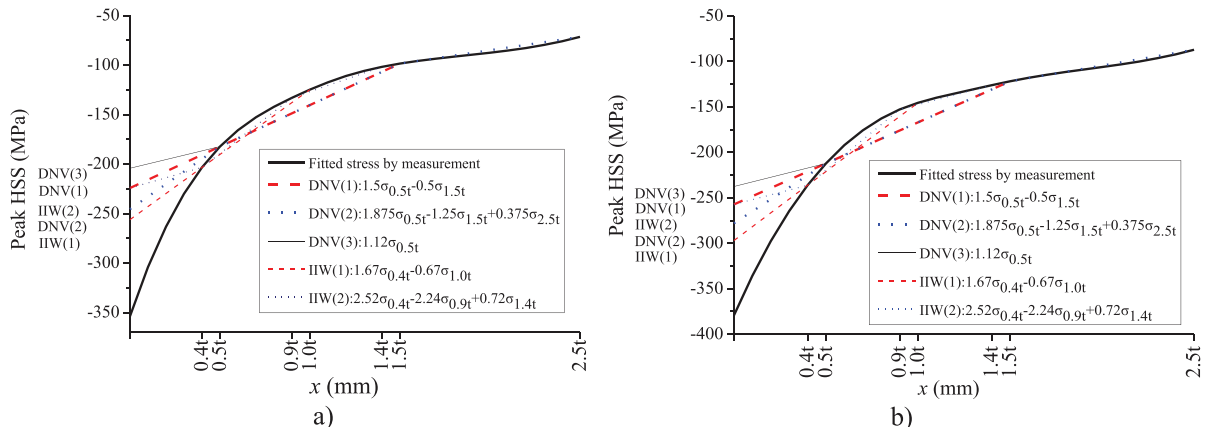 -50
-100
-150
-200
-250
-300
-350
Peak HSS (MPa)
DNV(3)
DNV(1)
IIW(2)
DNV(2)
IIW(1)
Fitted stress by measurement
DNV(1):1.5σ0.5t-0.5σ1.5t
DNV(2):1.875σ0.5t-1.25σ1.5t+0.375σ2.5t
DNV(3):1.12σ0.5t
IIW(1):1.67σ0.4t-0.67σ1.0t
IIW(2):2.52σ0.4t-2.24σ0.9t+0.72σ1.4t
0.4t
0.5t
0.9t
1.0t
1.4t
1.5t
2.5t
x (mm)
a)
-50
-100
-150
-200
-250
-300
-350
-400
Peak HSS (MPa)
DNV(3)
DNV(1)
IIW(2)
DNV(2)
IIW(1)
Fitted stress by measurement
DNV(1):1.5σ0.5t-0.5σ1.5t
DNV(2):1.875σ0.5t-1.25σ1.5t+0.375σ2.5t
DNV(3):1.12σ0.5t
IIW(1):1.67σ0.4t-0.67σ1.0t
IIW(2):2.52σ0.4t-2.24σ0.9t+0.72σ1.4t
0.4t
0.5t
0.9t
1.0t
1.4t
1.5t
2.5t
x (mm)
b)